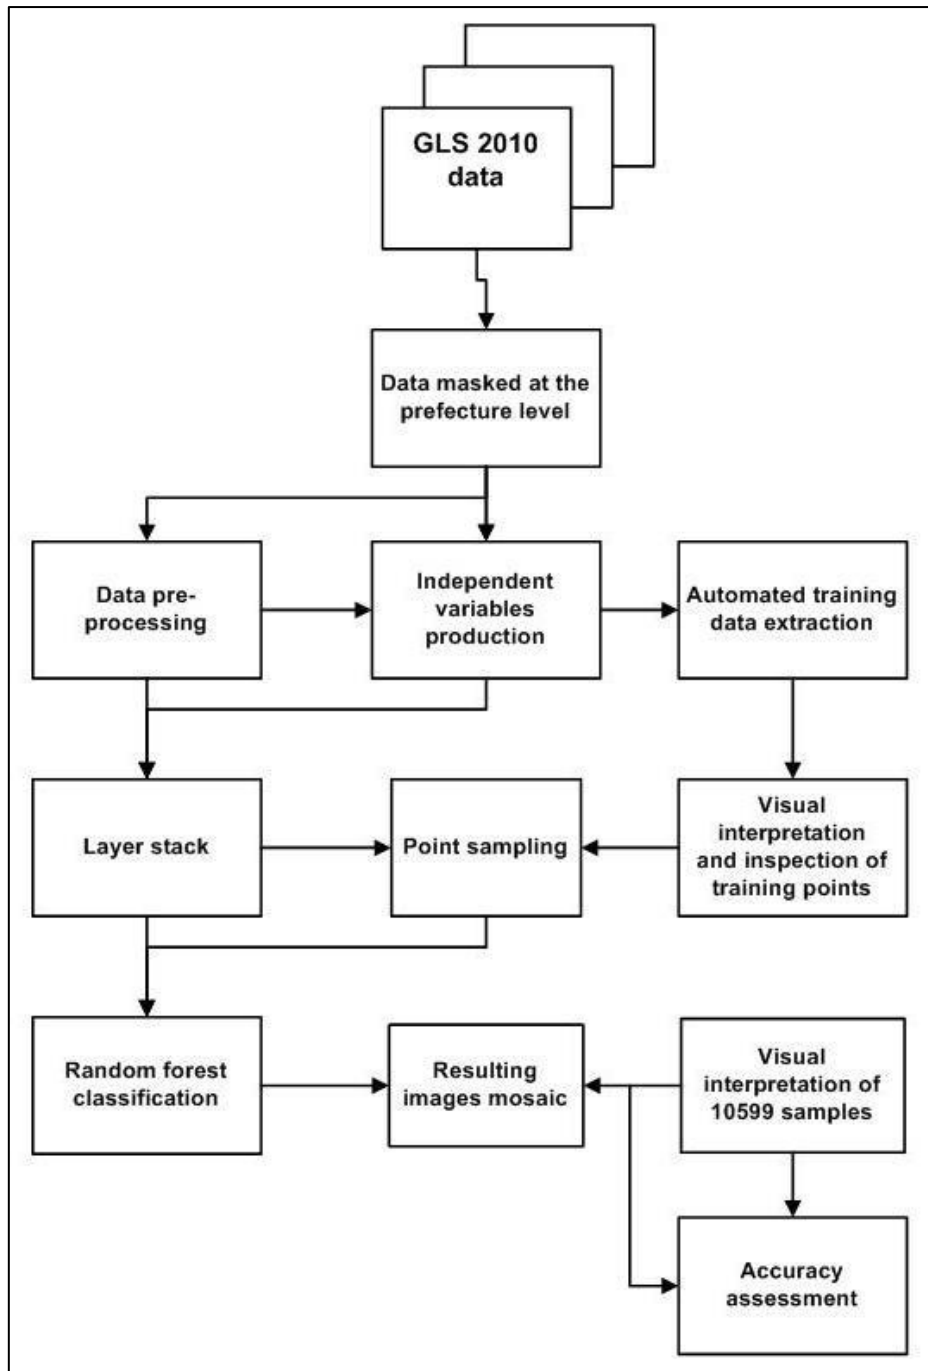 GLS 2010
data
Data masked at the
prefecture level
Data pre-
processing
Independent
variables
production
Automated training
data extraction
Layer stack
Point sampling
Visual
interpretation
and inspection of
training points
Random forest
classification
Resulting
images mosaic
Visual
interpretation of
10599 samples
Accuracy
assessment